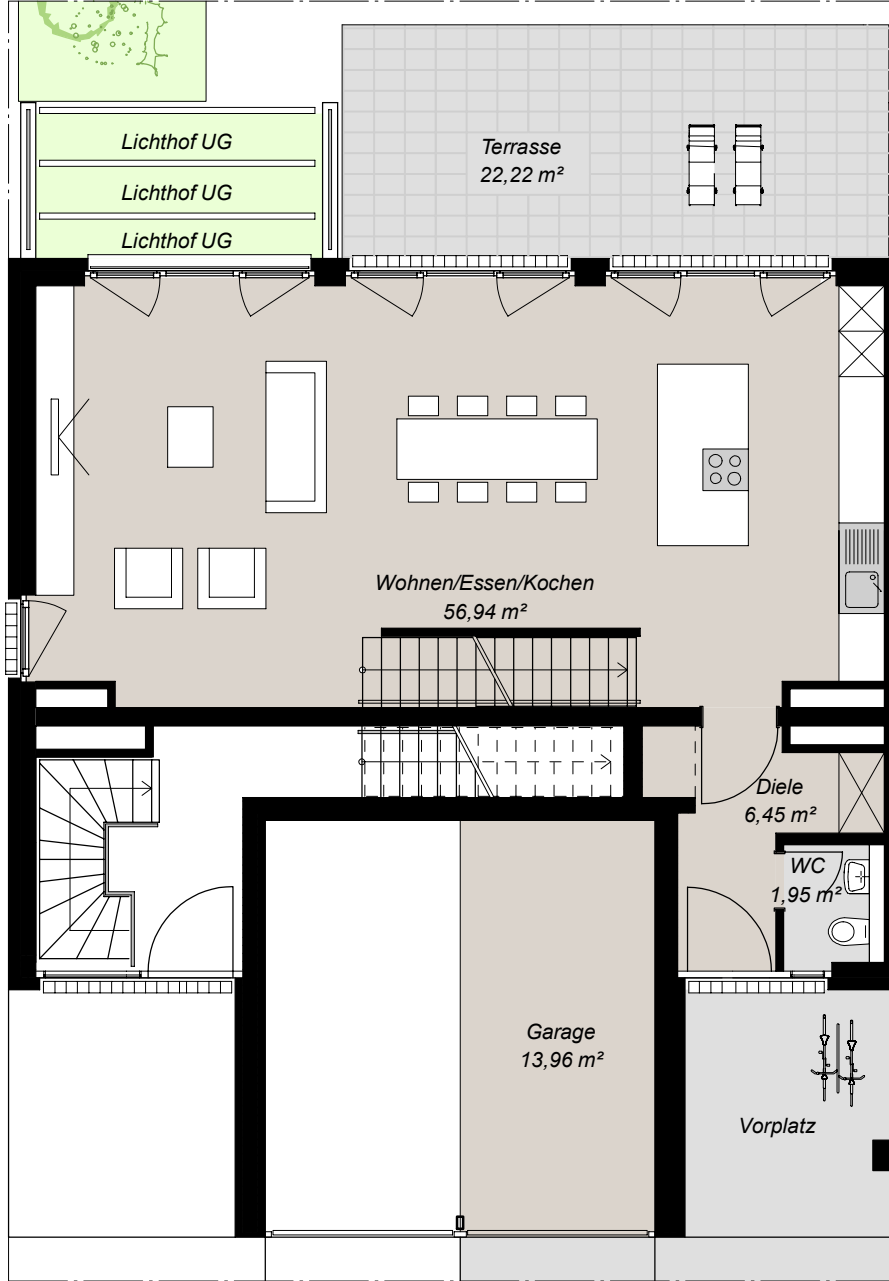 Lichthof UG
Terrasse
22,22 m²
Lichthof UG
Lichthof UG
Wohnen/Essen/Kochen
56,94 m²
Diele
6,45 m²
WC
1,95 m²
Garage
13,96 m²
Vorplatz